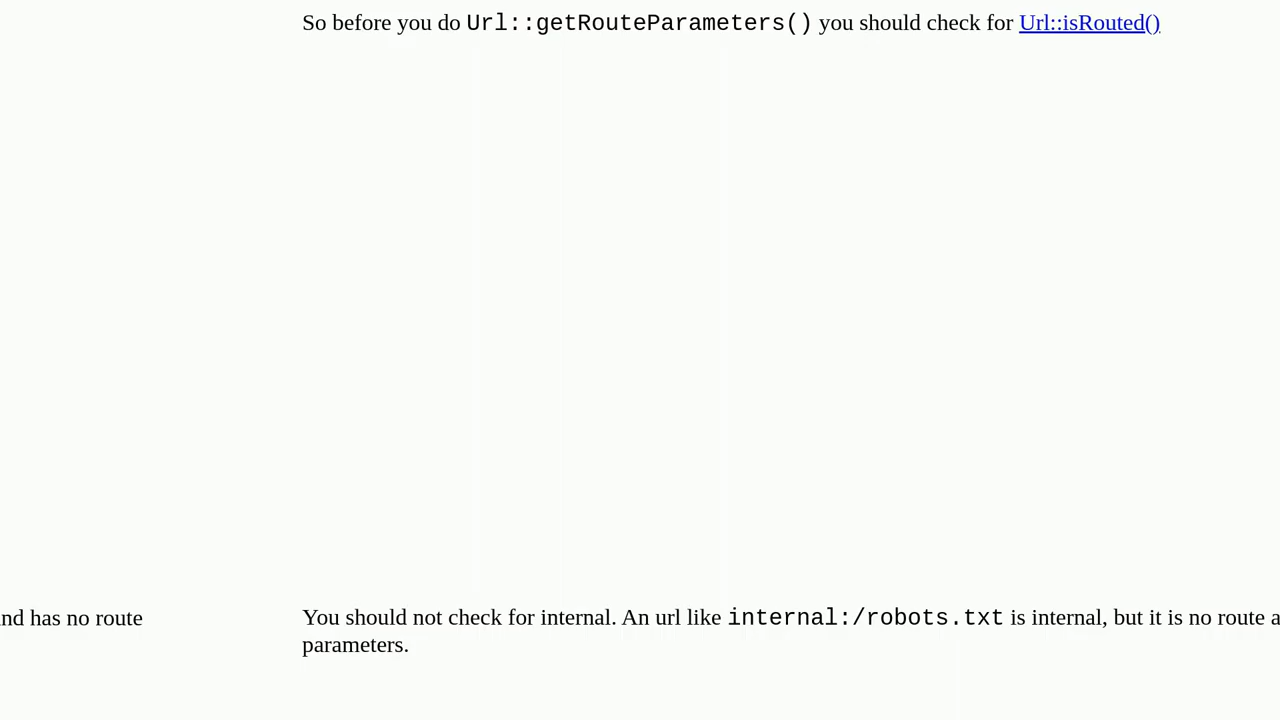 So before you do Url::getRouteParameters() you should check for Url::isRouted()
nd has no route
You should not check for internal. An url like internal:/robots.txt is internal, but it is no route a
parameters.